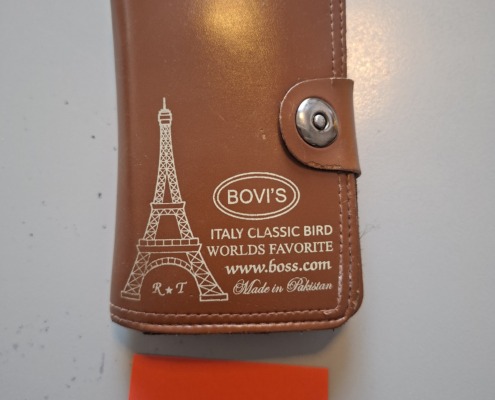 BOVI'S
ITALY CLASSIC BIRD
WORLDS FAVORITE
www.boss.com
R★T
Made in Pakistan